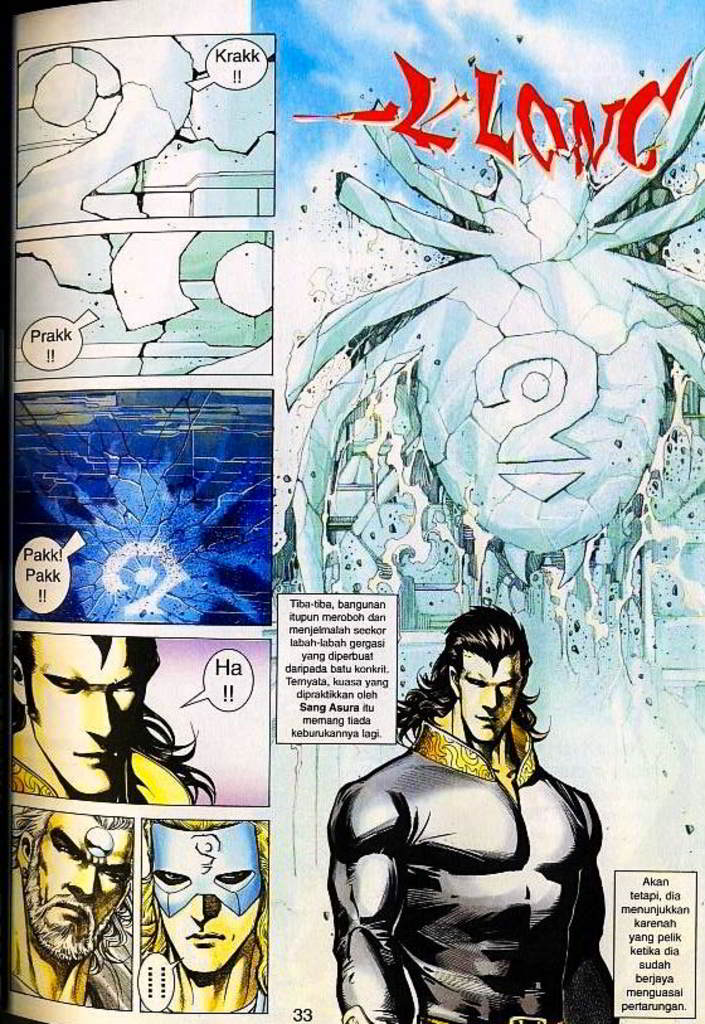 Krakk
!!
Prakk
!!
Pakk!
Pakk
!!
Ha
!!
!!!!
KLONG
2
Tiba-tiba, bangunan
itupun meroboh dan
menjelmalah seekor
labah-labah gergasi
yang diperbuat
daripada batu konkrit.
Ternyata, kuasa yang
dipraktikkan oleh
Sang Asura itu
memang tiada
keburukannya lagi.
Akan
tetapi, dia
menunjukkan
karenah
yang pelik
ketika dia
sudah
berjaya
menguasai
pertarungan.
33